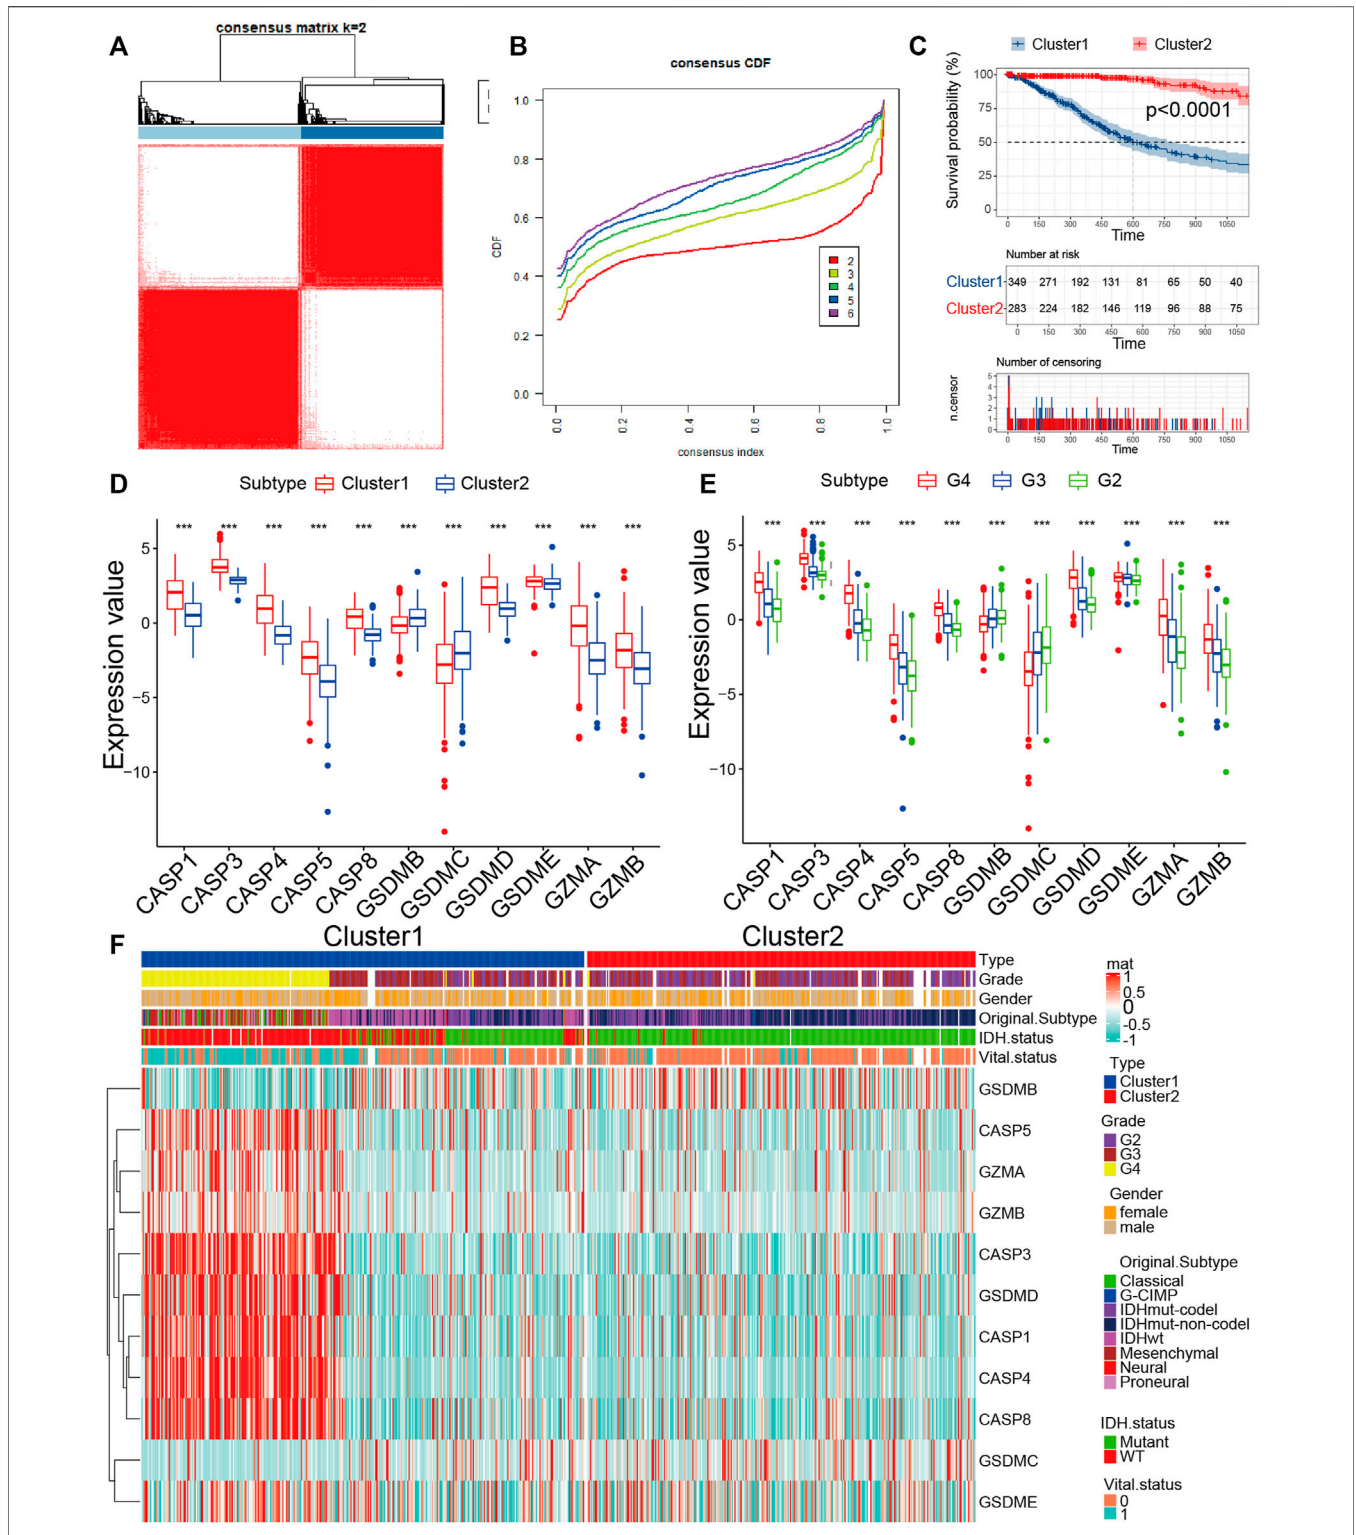 A
consensus matrix k=2
B
consensus CDF
CDF
1.0
0.8
0.6
0.4
0.2
0.0
2
3
4
5
6
0.0
0.2
0.4
0.6
0.8
1.0
consensus index
C
Cluster1
Cluster2
Survival probability (%)
100
75
50
25
0
p<0.0001
0 150 300 450 600 750 900 1050
Time
Number at risk
Cluster1 349 271 192 131 81 65 50 40
Cluster2 283 224 182 146 119 96 88 75
0 150 300 450 600 750 900 1050
Time
Number of censoring
n.censor
5
4
3
2
1
0
0 150 300 450 600 750 900 1050
Time
D
Subtype Cluster1 Cluster2
Expression value
5
0
−5
−10
*** *** *** *** *** *** *** *** *** *** ***
CASP1
CASP3
CASP4
CASP5
CASP8
GSDMB
GSDMC
GSDMD
GSDME
GZMA
GZMB
E
Subtype G4 G3 G2
Expression value
5
0
−5
−10
*** *** *** *** *** *** *** *** *** *** ***
CASP1
CASP3
CASP4
CASP5
CASP8
GSDMB
GSDMC
GSDMD
GSDME
GZMA
GZMB
F
Cluster1
Cluster2
Type
Grade
Gender
Original.Subtype
IDH.status
Vital.status
GSDMB
CASP5
GZMA
GZMB
CASP3
GSDMD
CASP1
CASP4
CASP8
GSDMC
GSDME
mat
1
0.5
0
-0.5
-1
Type
Cluster1
Cluster2
Grade
G2
G3
G4
Gender
female
male
Original.Subtype
Classical
G-CIMP
IDHmut-codel
IDHmut-non-codel
IDHwt
Mesenchymal
Neural
Proneural
IDH.status
Mutant
WT
Vital.status
0
1